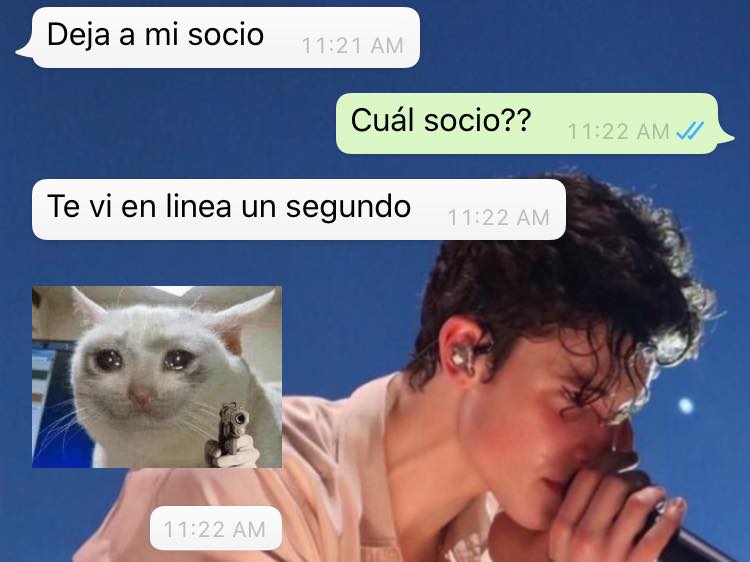 Deja a mi socio 11:21 AM
Cuál socio?? 11:22 AM
Te vi en linea un segundo 11:22 AM
11:22 AM